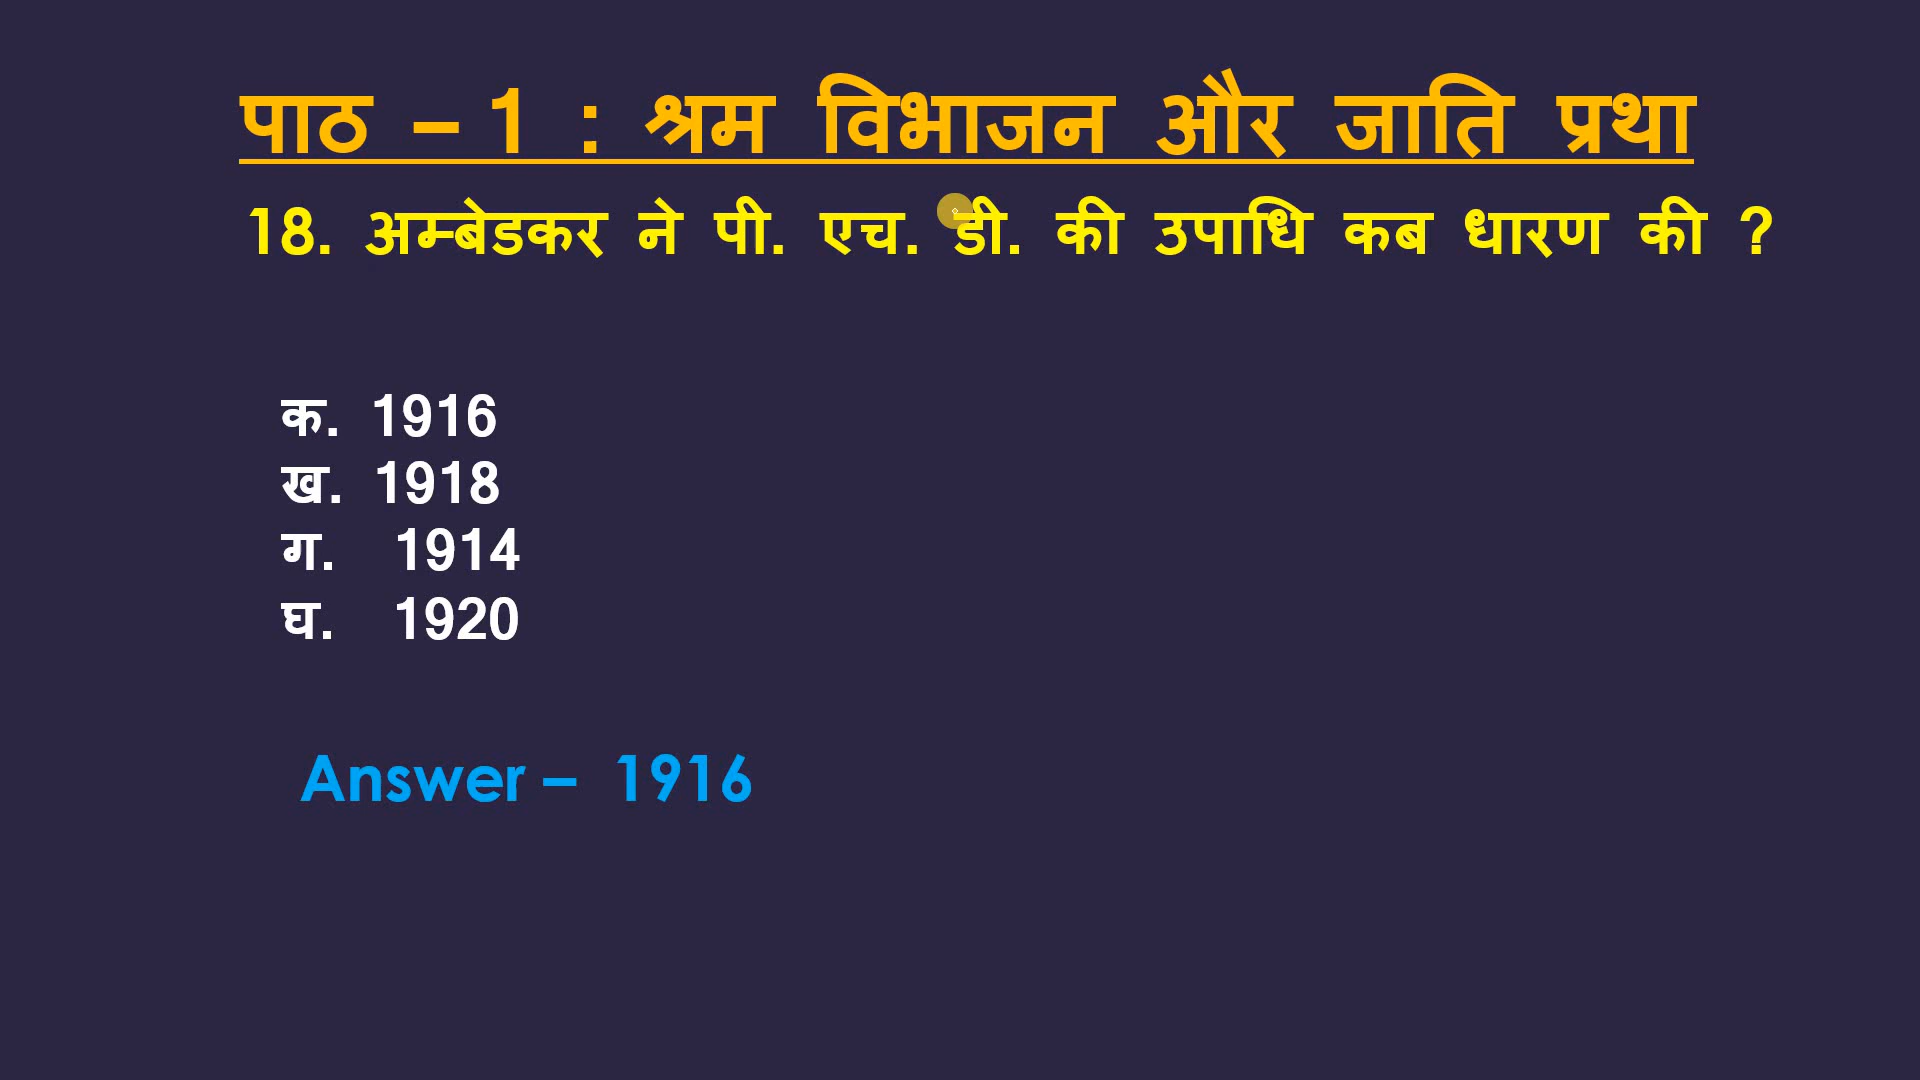 पाठ – 1 : श्रम विभाजन और जाति प्रथा
18. अम्बेडकर ने पी. एच. डी. की उपाधि कब धारण की ?
क. 1916
ख. 1918
ग. 1914
घ. 1920
Answer – 1916